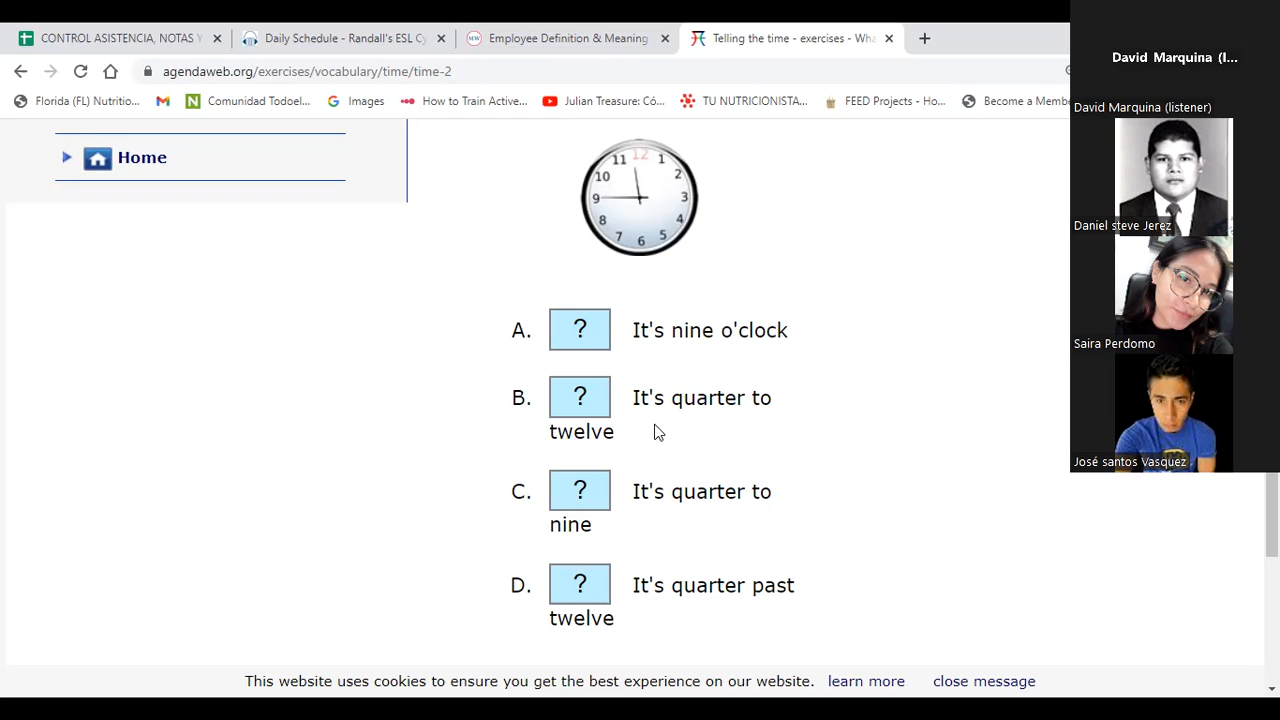 CONTROL ASISTENCIA, NOTAS Y
Daily Schedule - Randall's ESL Cy
Employee Definition & Meaning
Telling the time - exercises - Wha
agendaweb.org/exercises/vocabulary/time/time-2
Florida (FL) Nutritio...
Comunidad Todoel...
Images
How to Train Active...
Julian Treasure: Có...
TU NUTRICIONISTA...
FEED Projects - Ho...
Become a Membe
Home
12
11 1
10 2
9 3
8 4
7 5
6
A. ? It's nine o'clock
B. ? It's quarter to
twelve
C. ? It's quarter to
nine
D. ? It's quarter past
twelve
This website uses cookies to ensure you get the best experience on our website. learn more close message
David Marquina (l...
David Marquina (listener)
Daniel steve Jerez
Saira Perdomo
José santos Vasquez